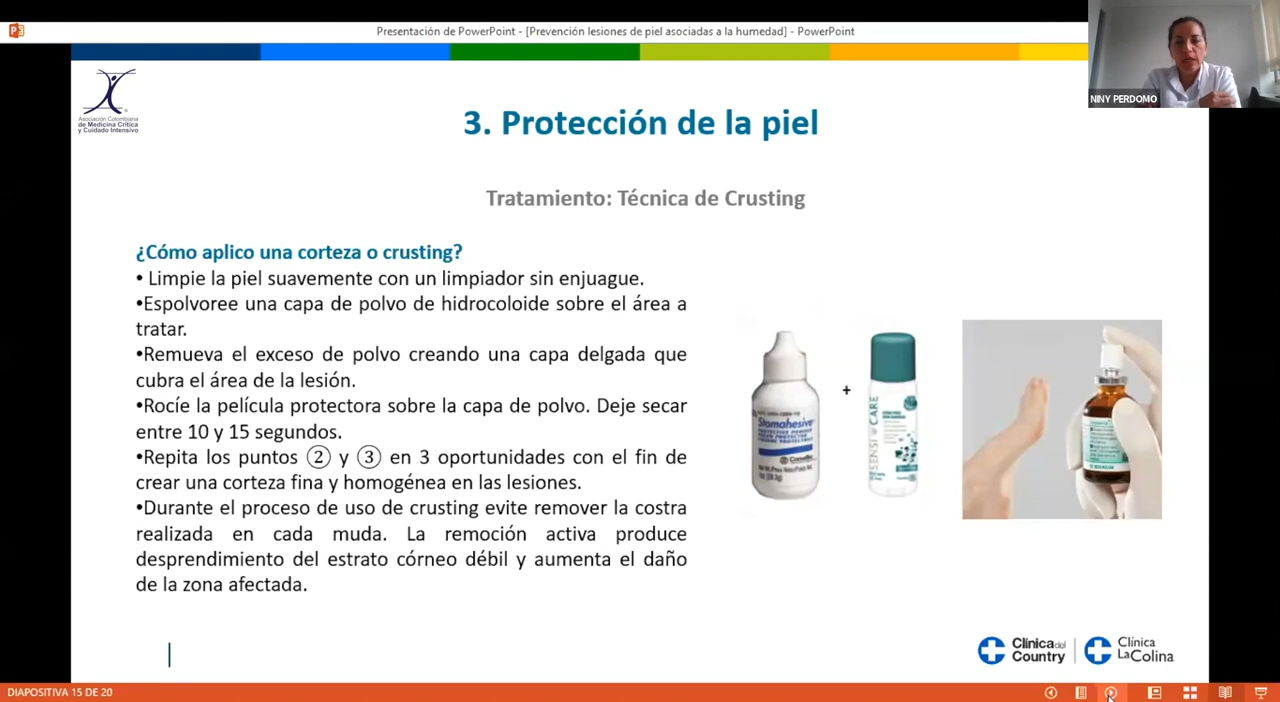 Presentación de PowerPoint - [Prevención lesiones de piel asociadas a la humedad] - PowerPoint
NINY PERDOMO
Asociación Colombiana
de Medicina Crítica
y Cuidado Intensivo
3. Protección de la piel
Tratamiento: Técnica de Crusting
¿Cómo aplico una corteza o crusting?
• Limpie la piel suavemente con un limpiador sin enjuague.
•Espolvoree una capa de polvo de hidrocoloide sobre el área a
tratar.
•Remueva el exceso de polvo creando una capa delgada que
cubra el área de la lesión.
•Rocíe la película protectora sobre la capa de polvo. Deje secar
entre 10 y 15 segundos.
•Repita los puntos ② y ③ en 3 oportunidades con el fin de
crear una corteza fina y homogénea en las lesiones.
•Durante el proceso de uso de crusting evite remover la costra
realizada en cada muda. La remoción activa produce
desprendimiento del estrato córneo débil y aumenta el daño
de la zona afectada.
Stomahesive
ConvaTec
+
SENSI CARE
Clínica del
Country
Clínica
La Colina
DIAPOSITIVA 15 DE 20